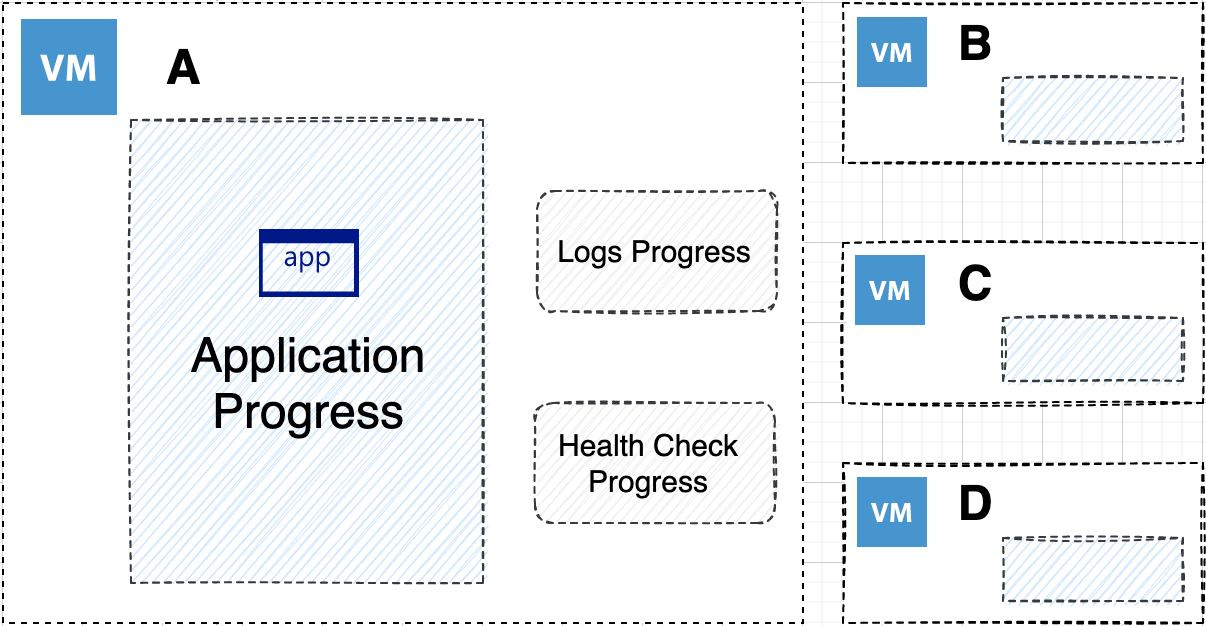 VM
A
app
Application
Progress
Logs Progress
Health Check
Progress
VM
B
VM
C
VM
D